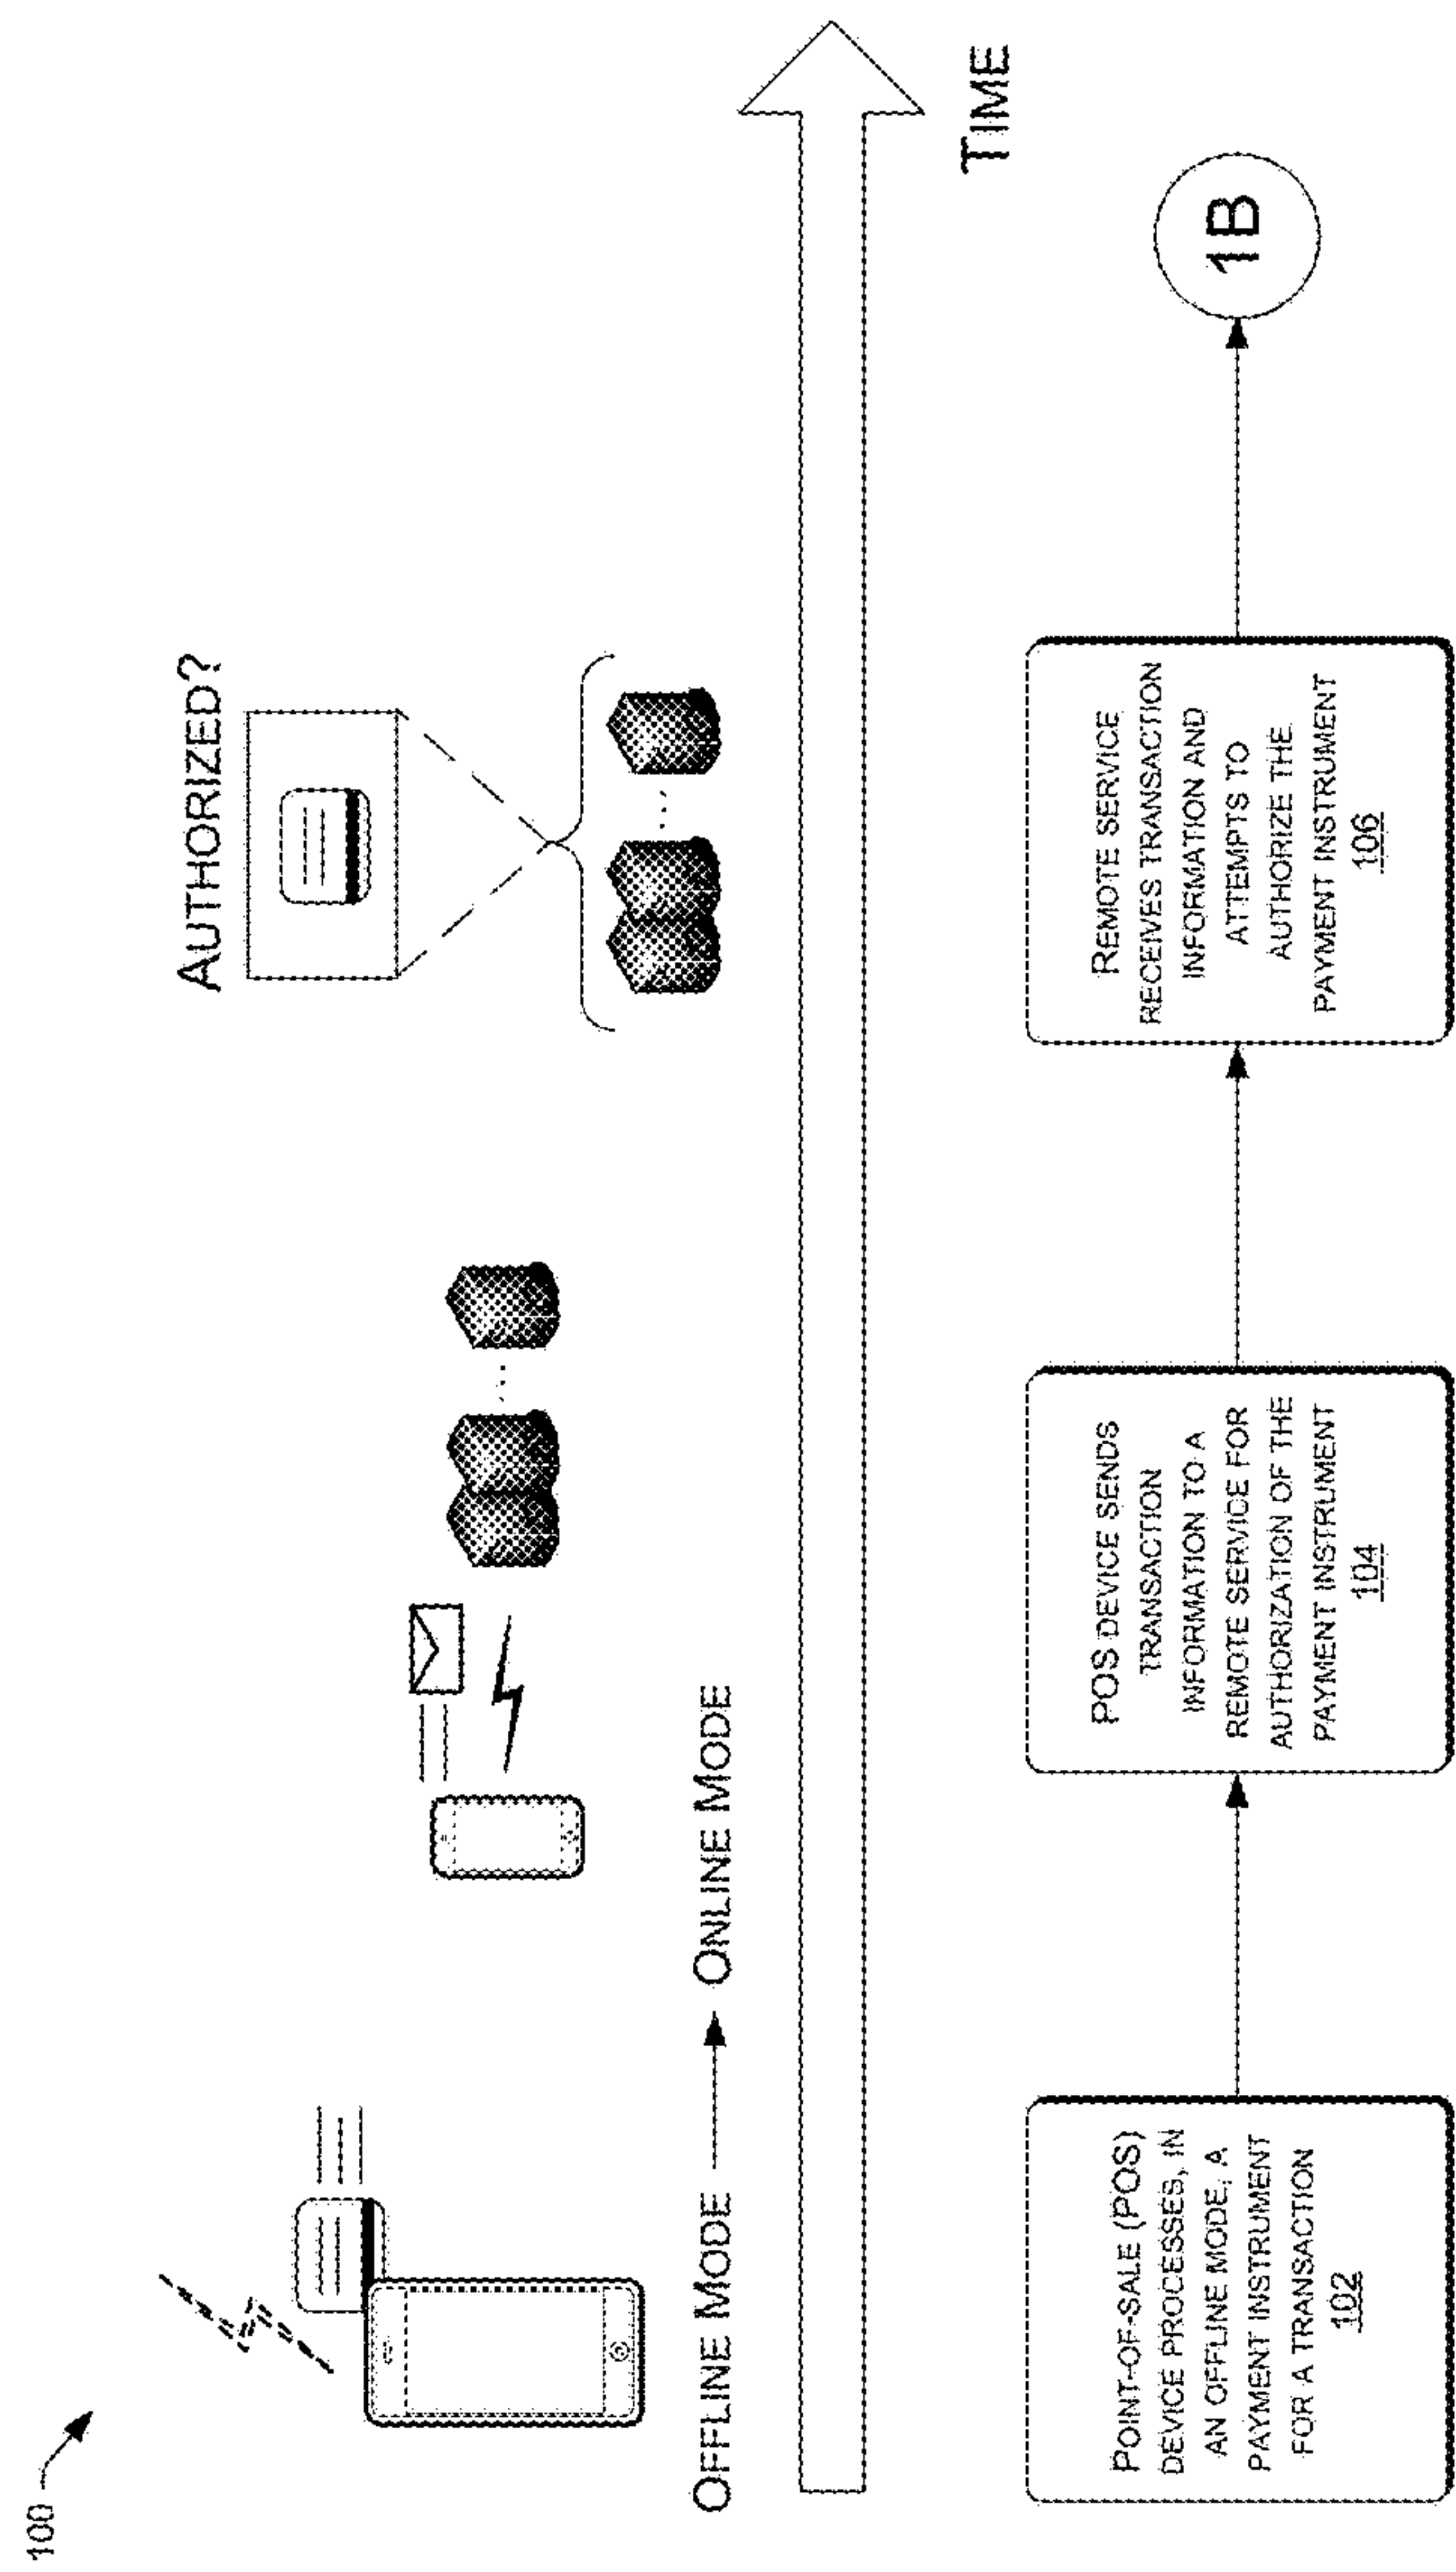 100
AUTHORIZED?
OFFLINE MODE
ONLINE MODE
TIME
POINT-OF-SALE (POS)
DEVICE PROCESSES, IN
AN OFFLINE MODE, A
PAYMENT INSTRUMENT
FOR A TRANSACTION
102
POS DEVICE SENDS
TRANSACTION
INFORMATION TO A
REMOTE SERVICE FOR
AUTHORIZATION OF THE
PAYMENT INSTRUMENT
104
REMOTE SERVICE
RECEIVES TRANSACTION
INFORMATION AND
ATTEMPTS TO
AUTHORIZE THE
PAYMENT INSTRUMENT
106
1B